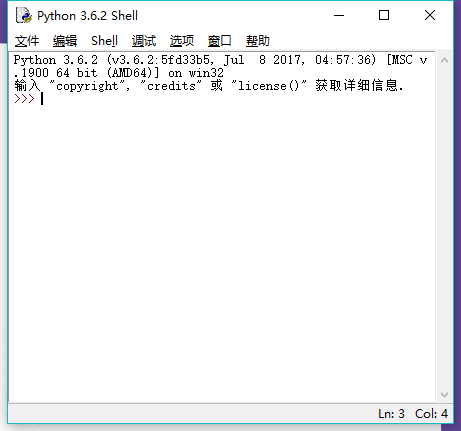 Python 3.6.2 Shell
文件 编辑 Shell 调试 选项 窗口 帮助
Python 3.6.2 (v3.6.2:5fd33b5, Jul  8 2017, 04:57:36) [MSC v
.1900 64 bit (AMD64)] on win32
输入 "copyright", "credits" 或 "license()" 获取详细信息.
>>>
Ln: 3 Col: 4